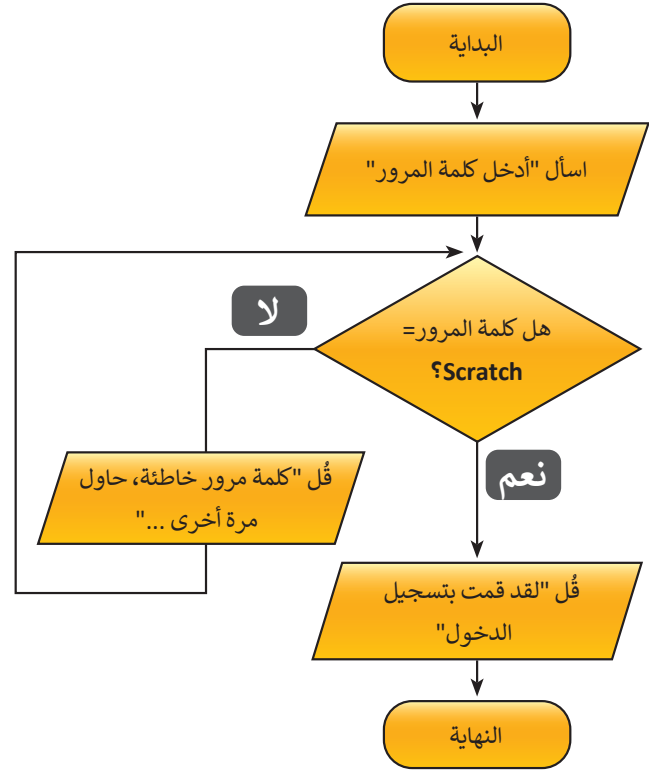 البداية
اسأل "أدخل كلمة المرور"
هل كلمة المرور=
Scratch؟
لا
قُل "كلمة مرور خاطئة، حاول
مرة أخرى ..."
نعم
قُل "لقد قمت بتسجيل
الدخول"
النهاية